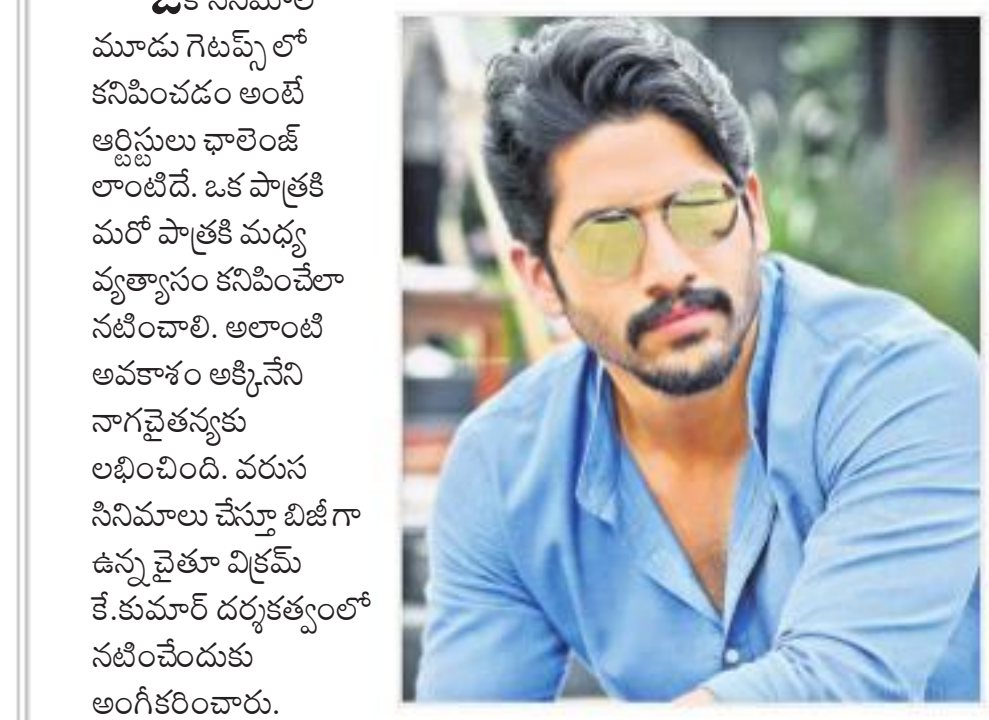 ఒక సినిమాలో
మూడు గెటప్స్ లో
కనిపించడం అంటే
ఆర్టిస్టులు ఛాలెంజ్
లాంటిదే. ఒక పాత్రకి
మరో పాత్రకి మధ్య
వ్యత్యాసం కనిపించేలా
నటించాలి. అలాంటి
అవకాశం అక్కినేని
నాగచైతన్యకు
లభించింది. వరుస
సినిమాలు చేస్తూ బిజీగా
ఉన్న చైతూ విక్రమ్
కే.కుమార్ దర్శకత్వంలో
నటించేందుకు
అంగీకరించారు.